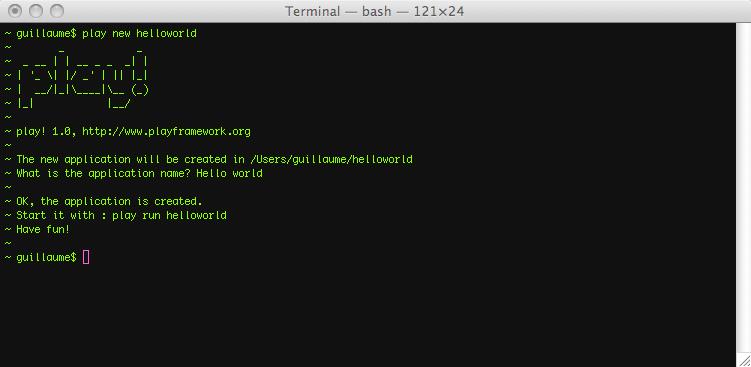 Terminal — bash — 121×24
~ guillaume$ play new helloworld
~        _            _
~  _ __ | | __ _ _  _| |
~ | '_ \| |/ _' | || |_|
~ |  __/|_|\____|\__ (_)
~ |_|            |__/
~
~ play! 1.0, http://www.playframework.org
~
~ The new application will be created in /Users/guillaume/helloworld
~ What is the application name? Hello world
~
~ OK, the application is created.
~ Start it with : play run helloworld
~ Have fun!
~
~ guillaume$